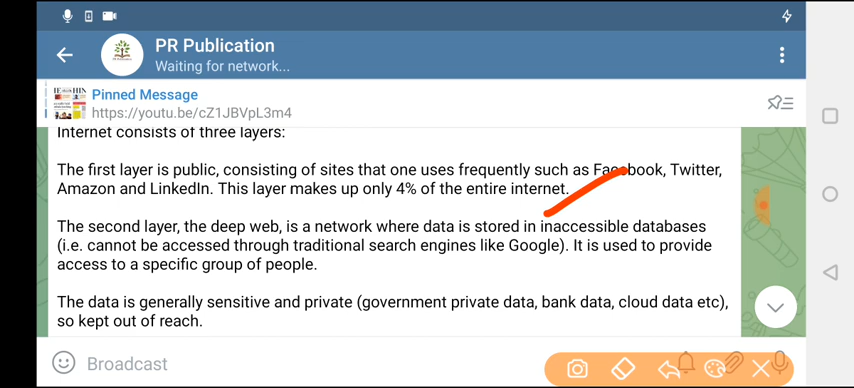 PR Publication
Waiting for network...
Pinned Message
https://youtu.be/cZ1JBVpL3m4
Internet consists of three layers:
The first layer is public, consisting of sites that one uses frequently such as Facebook, Twitter,
Amazon and LinkedIn. This layer makes up only 4% of the entire internet.
The second layer, the deep web, is a network where data is stored in inaccessible databases
(i.e. cannot be accessed through traditional search engines like Google). It is used to provide
access to a specific group of people.
The data is generally sensitive and private (government private data, bank data, cloud data etc),
so kept out of reach.
Broadcast